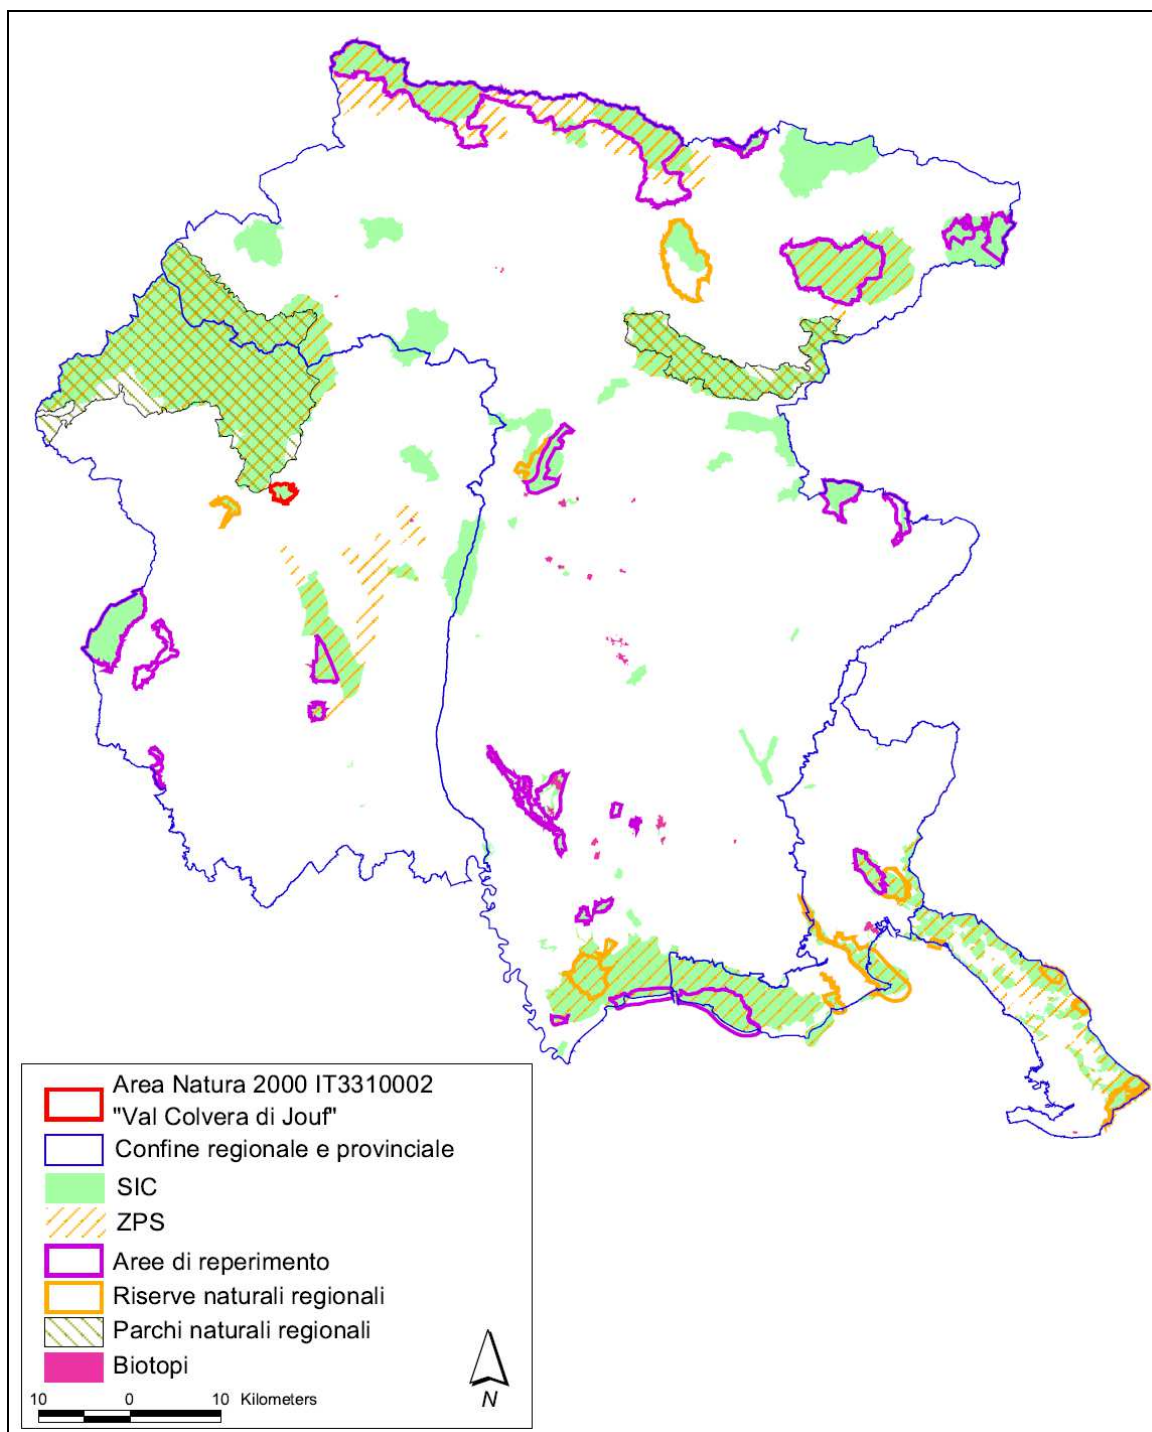 Area Natura 2000 IT3310002
"Val Colvera di Jouf"
Confine regionale e provinciale
SIC
ZPS
Aree di reperimento
Riserve naturali regionali
Parchi naturali regionali
Biotopi
10 0 10 Kilometers
N